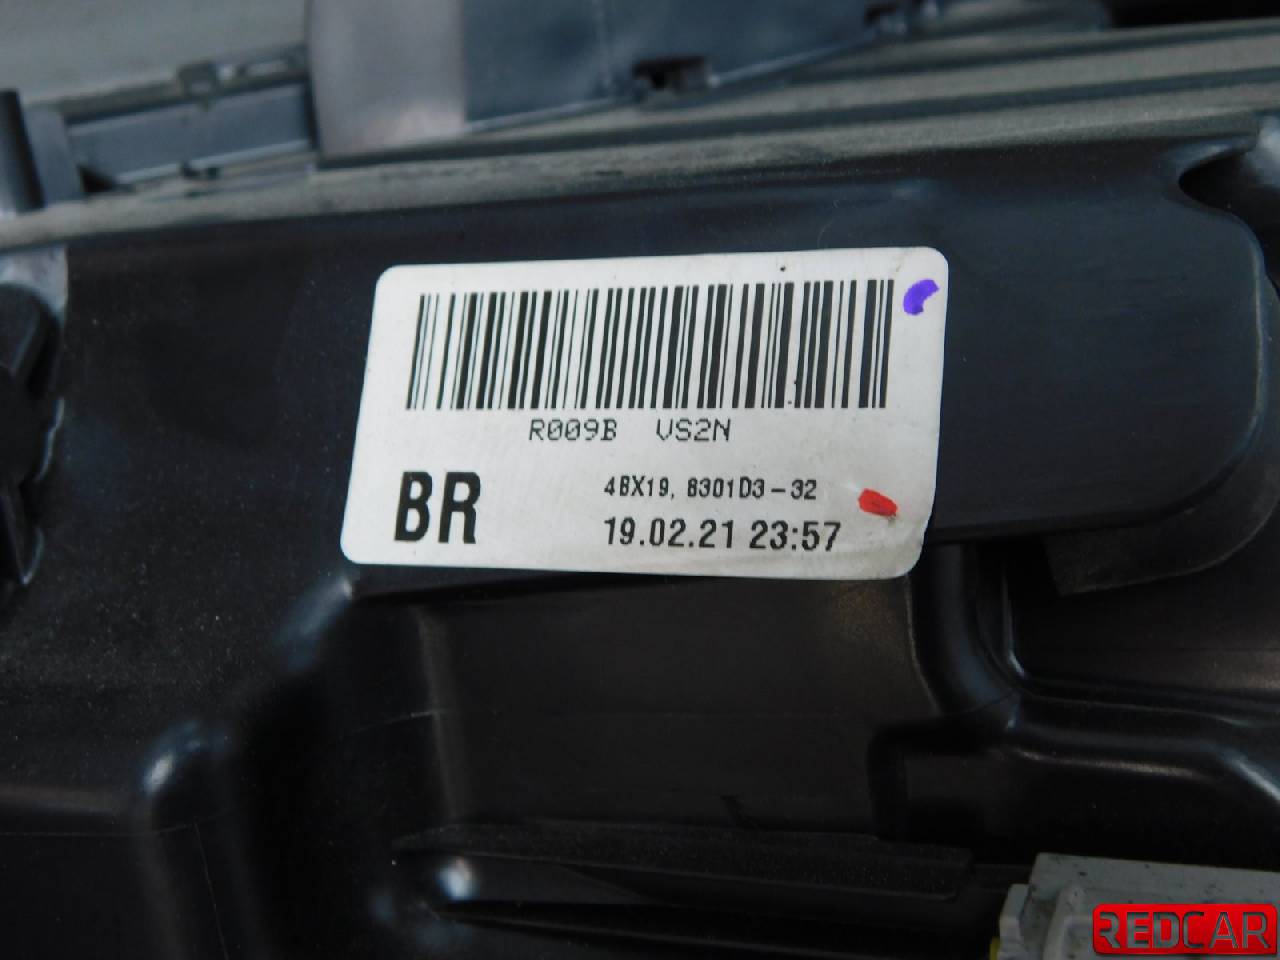 R009B VS2N
BR
4BX19, 8301D3-32
19.02.21 23:57
REDCAR